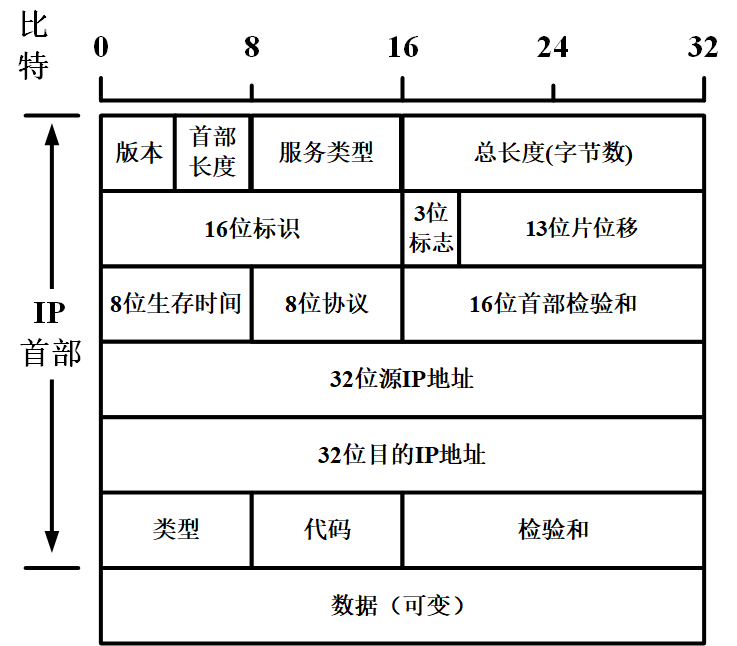 比
特
0 8 16 24 32
版本 首部
长度 服务类型 总长度(字节数)
16位标识 3位
标志 13位片位移
8位生存时间 8位协议 16位首部检验和
IP
首部
32位源IP地址
32位目的IP地址
类型 代码 检验和
数据（可变）